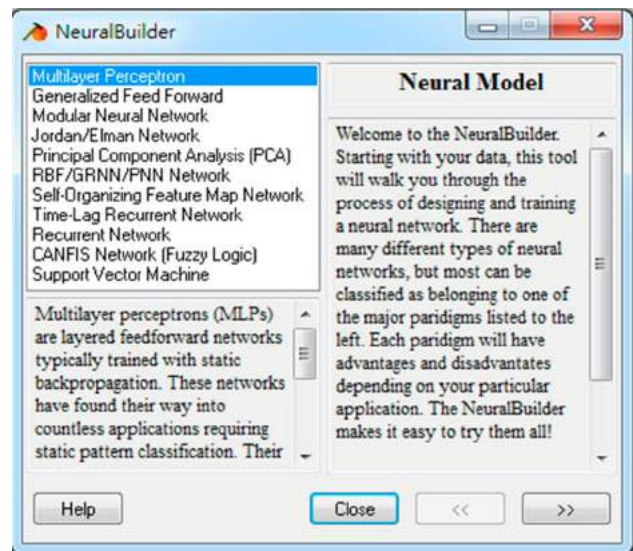 NeuralBuilder
Multilayer Perceptron
Generalized Feed Forward
Modular Neural Network
Jordan/Elman Network
Principal Component Analysis (PCA)
RBF/GRNN/PNN Network
Self-Organizing Feature Map Network
Time-Lag Recurrent Network
Recurrent Network
CANFIS Network (Fuzzy Logic)
Support Vector Machine
Multilayer perceptrons (MLPs)
are layered feedforward networks
typically trained with static
backpropagation. These networks
have found their way into
countless applications requiring
static pattern classification. Their
Neural Model
Welcome to the NeuralBuilder.
Starting with your data, this tool
will walk you through the
process of designing and training
a neural network. There are
many different types of neural
networks, but most can be
classified as belonging to one of
the major paridigms listed to the
left. Each paridigm will have
advantages and disadvantates
depending on your particular
application. The NeuralBuilder
makes it easy to try them all!
Help
Close
<<
>>